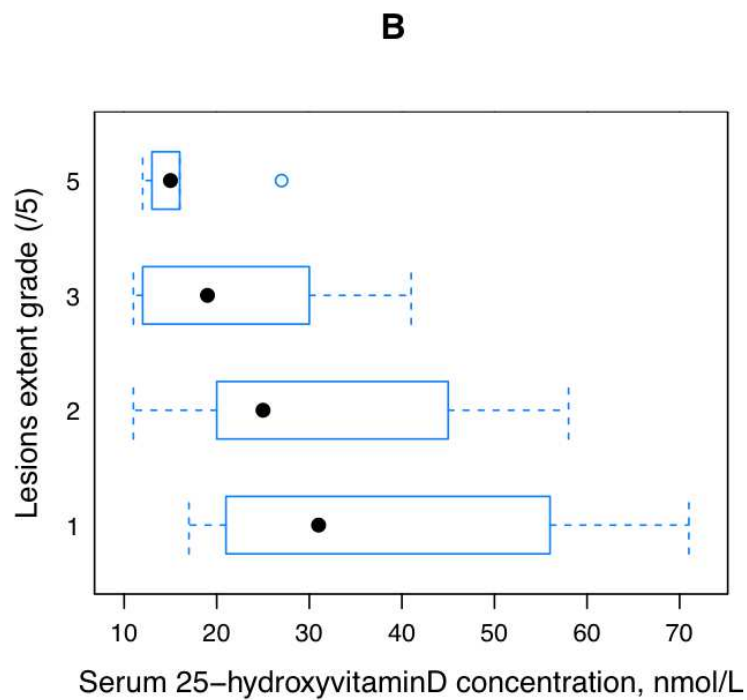 B
Lesions extent grade (/5)
5
3
2
1
10 20 30 40 50 60 70
Serum 25−hydroxyvitaminD concentration, nmol/L